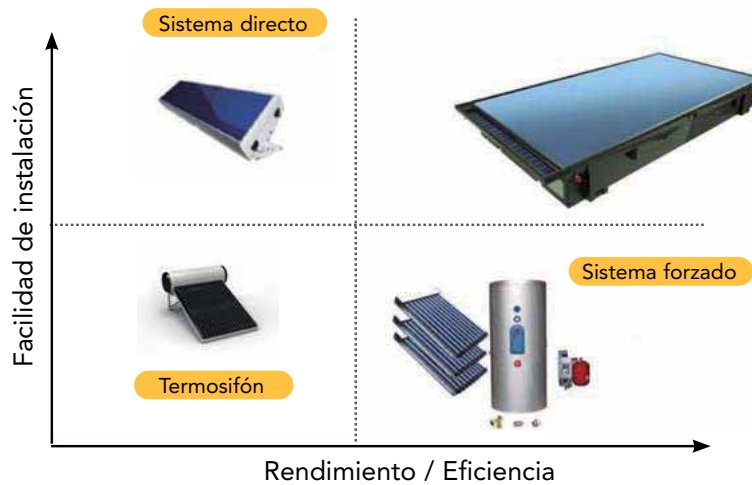 Sistema directo
Facilidad de instalación
Sistema forzado
Termosifón
Rendimiento / Eficiencia